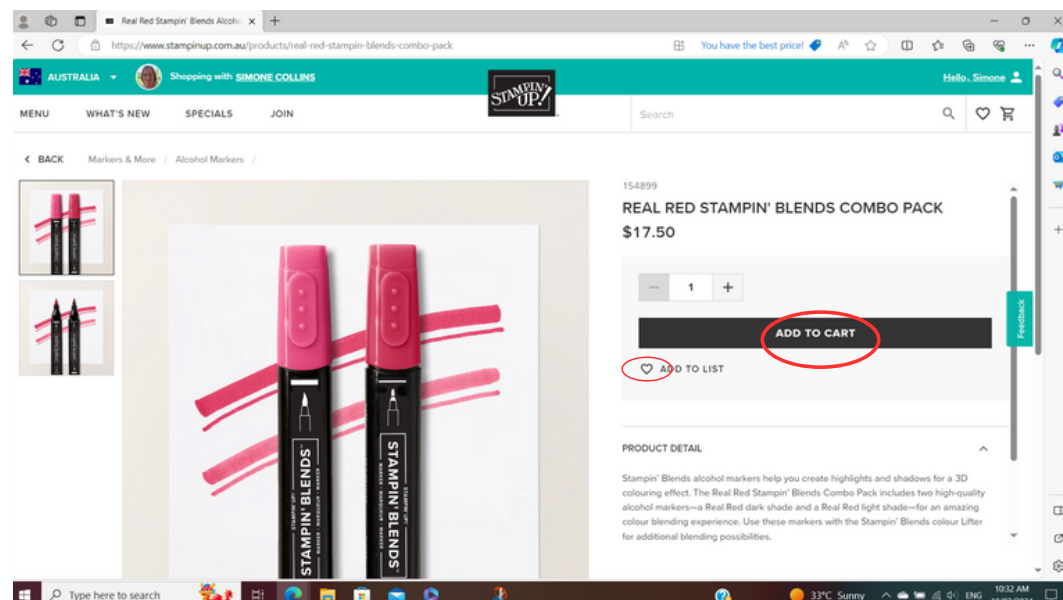 Real Red Stampin' Blends Alcoho
https://www.stampinup.com.au/products/real-red-stampin-blends-combo-pack
You have the best price!
AUSTRALIA
Shopping with SIMONE COLLINS
STAMPIN' UP!
Hello, Simone
MENU WHAT'S NEW SPECIALS JOIN
Search
BACK Markers & More / Alcohol Markers /
154899
REAL RED STAMPIN' BLENDS COMBO PACK
$17.50
1
Feedback
ADD TO CART
ADD TO LIST
STAMPIN' BLENDS
STAMPIN' BLENDS
PRODUCT DETAIL
Stampin' Blends alcohol markers help you create highlights and shadows for a 3D
colouring effect. The Real Red Stampin' Blends Combo Pack includes two high-quality
alcohol markers—a Real Red dark shade and a Real Red light shade—for an amazing
colour blending experience. Use these markers with the Stampin' Blends colour Lifter
for additional blending possibilities.
Type here to search
33°C Sunny
ENG
10:32 AM